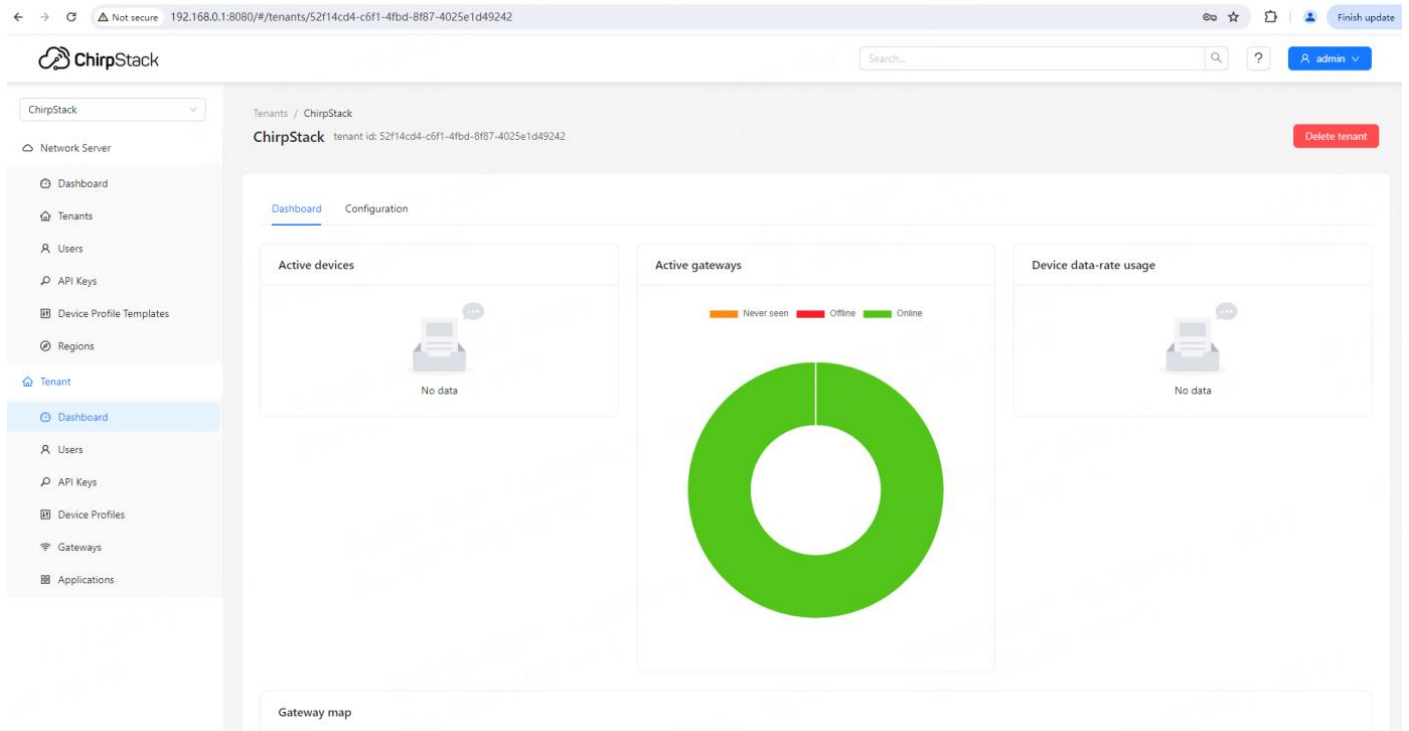 Not secure 192.168.0.1:8080/#/tenants/52f14cd4-c6f1-4fbd-8f87-4025e1d49242 Finish update
ChirpStack Search... ? admin
ChirpStack
Network Server
Dashboard
Tenants
Users
API Keys
Device Profile Templates
Regions
Tenant
Dashboard
Users
API Keys
Device Profiles
Gateways
Applications
Tenants / ChirpStack
ChirpStack tenant id: 52f14cd4-c6f1-4fbd-8f87-4025e1d49242 Delete tenant
Dashboard Configuration
Active devices
No data
Active gateways
Never seen Offline Online
Device data-rate usage
No data
Gateway map